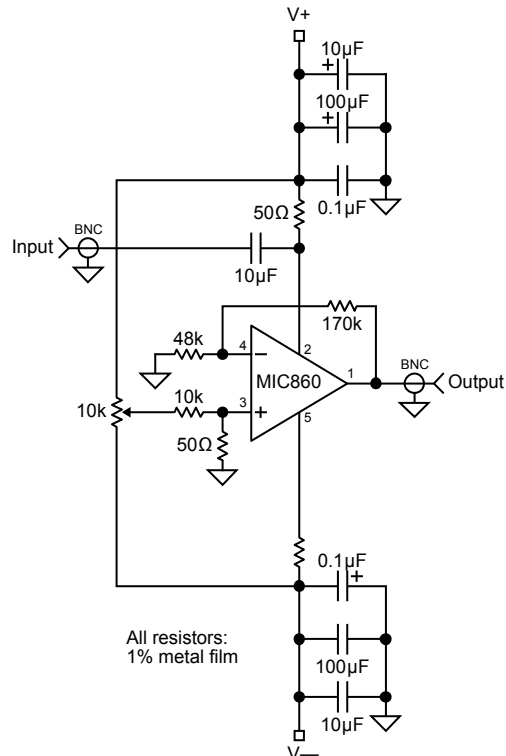 V+
10µF
+
100µF
+
0.1µF
50Ω
BNC
Input
10µF
170k
48k
4
−
2
MIC860
1
BNC
Output
10k
10k
3
+
5
50Ω
0.1µF
+
All resistors:
1% metal film
100µF
10µF
V—